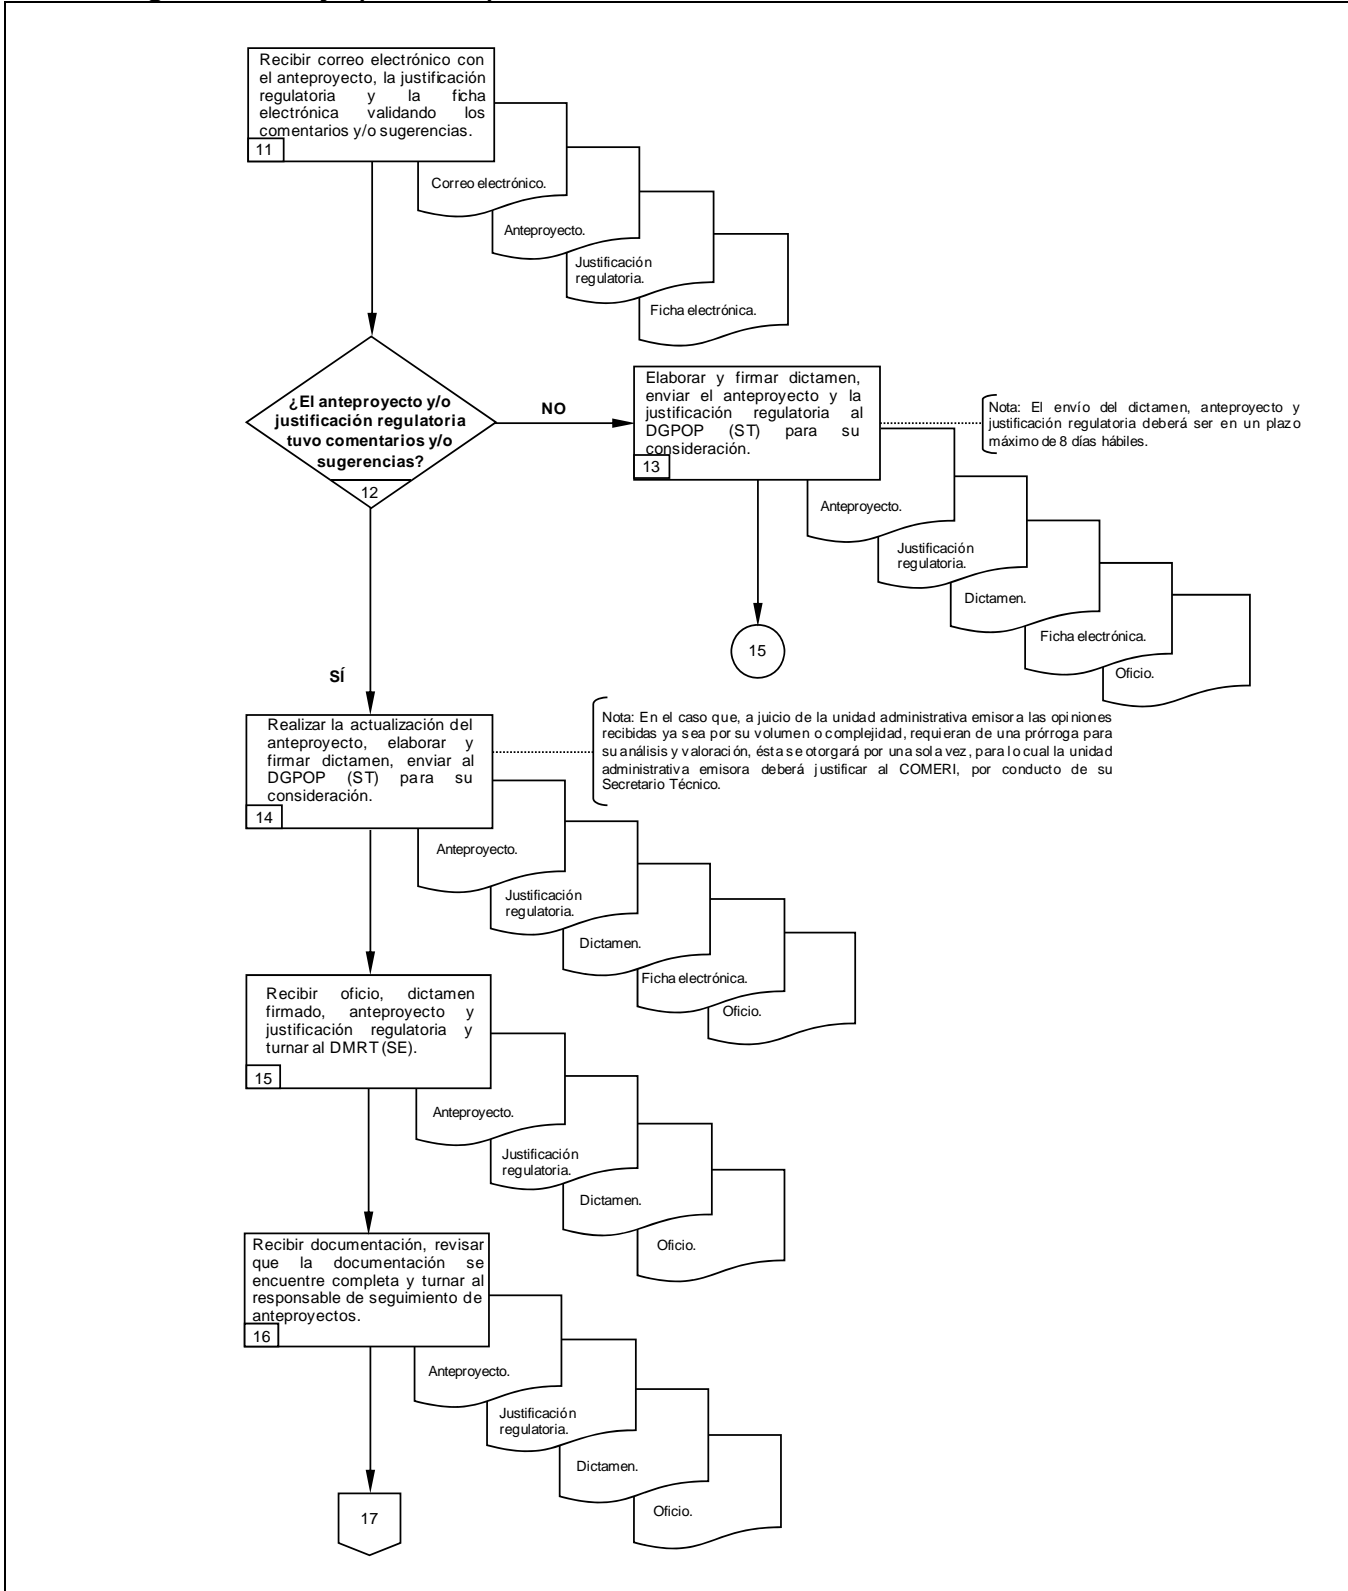 Recibir correo electrónico con
el anteproyecto, la justificación
regulatoria y la ficha
electrónica validando los
comentarios y/o sugerencias.
11
Correo electrónico.
Anteproyecto.
Justificación
regulatoria.
Ficha electrónica.
¿El anteproyecto y/o
justificación regulatoria
tuvo comentarios y/o
sugerencias?
12
NO
Elaborar y firmar dictamen,
enviar el anteproyecto y la
justificación regulatoria al
DGPOP (ST) para su
consideración.
13
Nota: El envío del dictamen, anteproyecto y
justificación regulatoria deberá ser en un plazo
máximo de 8 días hábiles.
Anteproyecto.
Justificación
regulatoria.
Dictamen.
Ficha electrónica.
Oficio.
15
SÍ
Realizar la actualización del
anteproyecto, elaborar y
firmar dictamen, enviar al
DGPOP (ST) para su
consideración.
14
Nota: En el caso que, a juicio de la unidad administrativa emisora las opiniones
recibidas ya sea por su volumen o complejidad, requieran de una prórroga para
su análisis y valoración, ésta se otorgará por una sola vez, para lo cual la unidad
administrativa emisora deberá justificar al COMERI, por conducto de su
Secretario Técnico.
Anteproyecto.
Justificación
regulatoria.
Dictamen.
Ficha electrónica.
Oficio.
Recibir oficio, dictamen
firmado, anteproyecto y
justificación regulatoria y
turnar al DMRT (SE).
15
Anteproyecto.
Justificación
regulatoria.
Dictamen.
Oficio.
Recibir documentación, revisar
que la documentación se
encuentre completa y turnar al
responsable de seguimiento de
anteproyectos.
16
Anteproyecto.
Justificación
regulatoria.
Dictamen.
Oficio.
17